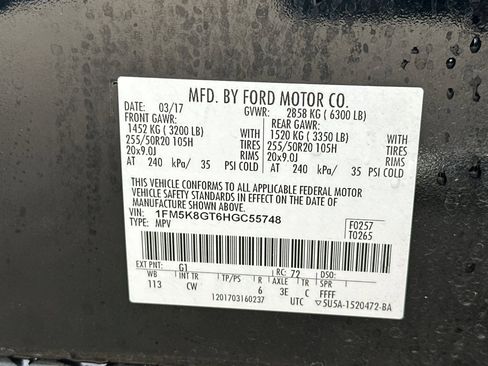 MFD. BY FORD MOTOR CO.
DATE: 03/17 GVWR: 2858 KG ( 6300 LB)
FRONT GAWR: REAR GAWR:
1452 KG ( 3200 LB) 1520 KG ( 3350 LB)
255/50R20 105H TIRES 255/50R20 105H
20x9.0J RIMS 20x9.0J
AT 240 kPa/ 35 PSI COLD AT 240 kPa/ 35 PSI COLD
THIS VEHICLE CONFORMS TO ALL APPLICABLE FEDERAL MOTOR
VEHICLE SAFETY STANDARDS IN EFFECT ON THE DATE OF
MANUFACTURE SHOWN ABOVE.
VIN: 1FM5K8GT6HGC55748
TYPE: MPV
F0257
T0265
EXT PNT: G1 RC: 72 DSO:
WB INT TR TP/PS R AXLE TR SPR
113 CW 6 3E C FFFF
1201703160237 UTC 5U5A-1520472-BA